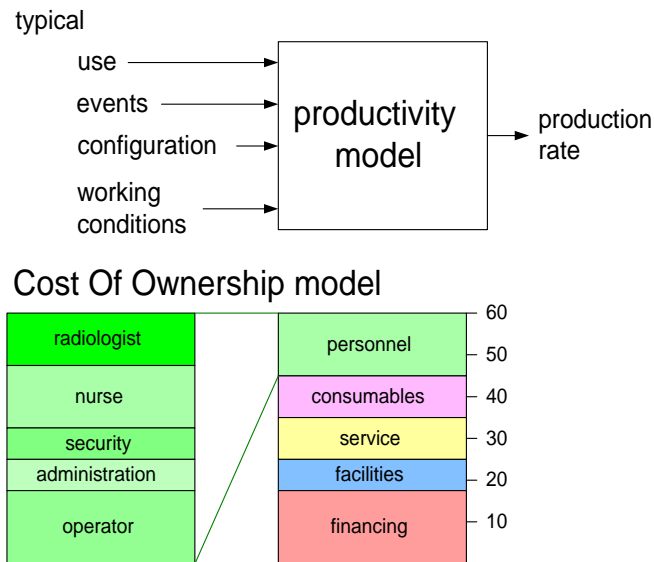 typical
use
events
configuration
working
conditions
productivity
model
production
rate
Cost Of Ownership model
radiologist
nurse
security
administration
operator
personnel
consumables
service
facilities
financing
60
50
40
30
20
10